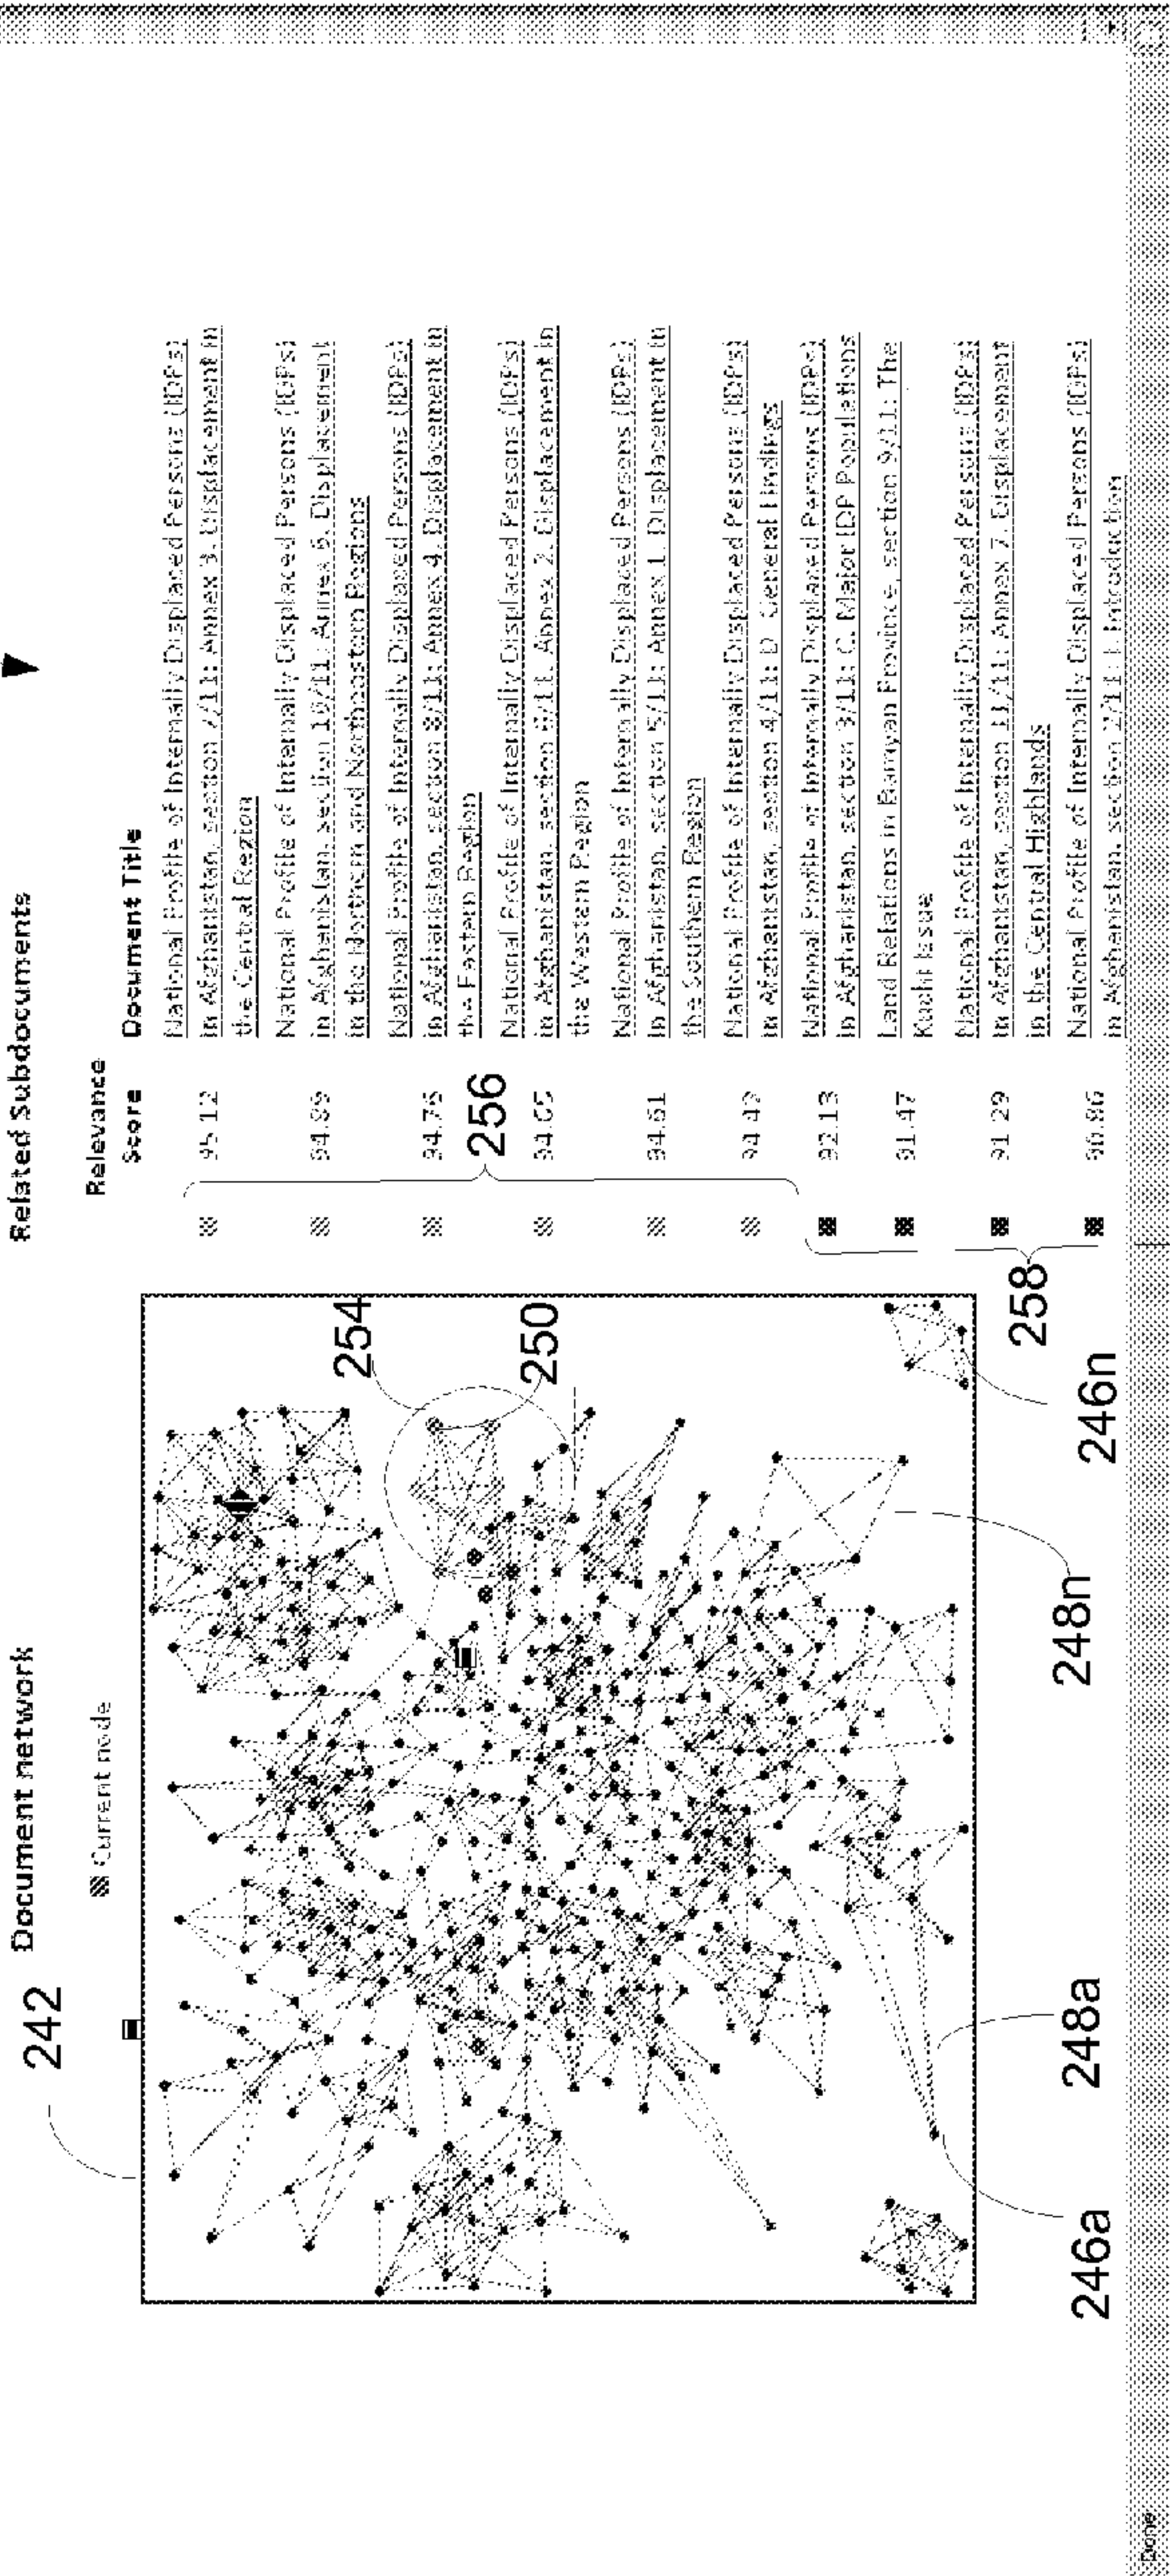 242
Document network
Related Subdocuments
Current node
Relevance
Score
Document Title
95.12
National Profile of Internally Displaced Persons (IDPs)
in Afghanistan, section 7/11: Annex 3. Displacement in
the Central Region
94.89
National Profile of Internally Displaced Persons (IDPs)
in Afghanistan, section 10/11: Annex 6. Displacement
in the Northern and Northeastern Regions
94.75
National Profile of Internally Displaced Persons (IDPs)
in Afghanistan, section 8/11: Annex 4. Displacement in
the Eastern Region
National Profile of Internally Displaced Persons (IDPs)
in Afghanistan, section 6/11: Annex 2. Displacement in
the Western Region
94.61
National Profile of Internally Displaced Persons (IDPs)
in Afghanistan, section 5/11: Annex 1. Displacement in
the Southern Region
National Profile of Internally Displaced Persons (IDPs)
in Afghanistan, section 4/11: D. General Findings
92.13
National Profile of Internally Displaced Persons (IDPs)
in Afghanistan, section 3/11: C. Major IDP Populations
91.47
Land Relations in Bamyan Province, section 9/11: The
Kuchi Issue
91.29
National Profile of Internally Displaced Persons (IDPs)
in Afghanistan, section 11/11: Annex 7. Displacement
in the Central Highlands
National Profile of Internally Displaced Persons (IDPs)
in Afghanistan, section 2/11: Introduction
254
250
256
258
246n
248n
248a
246a
Done